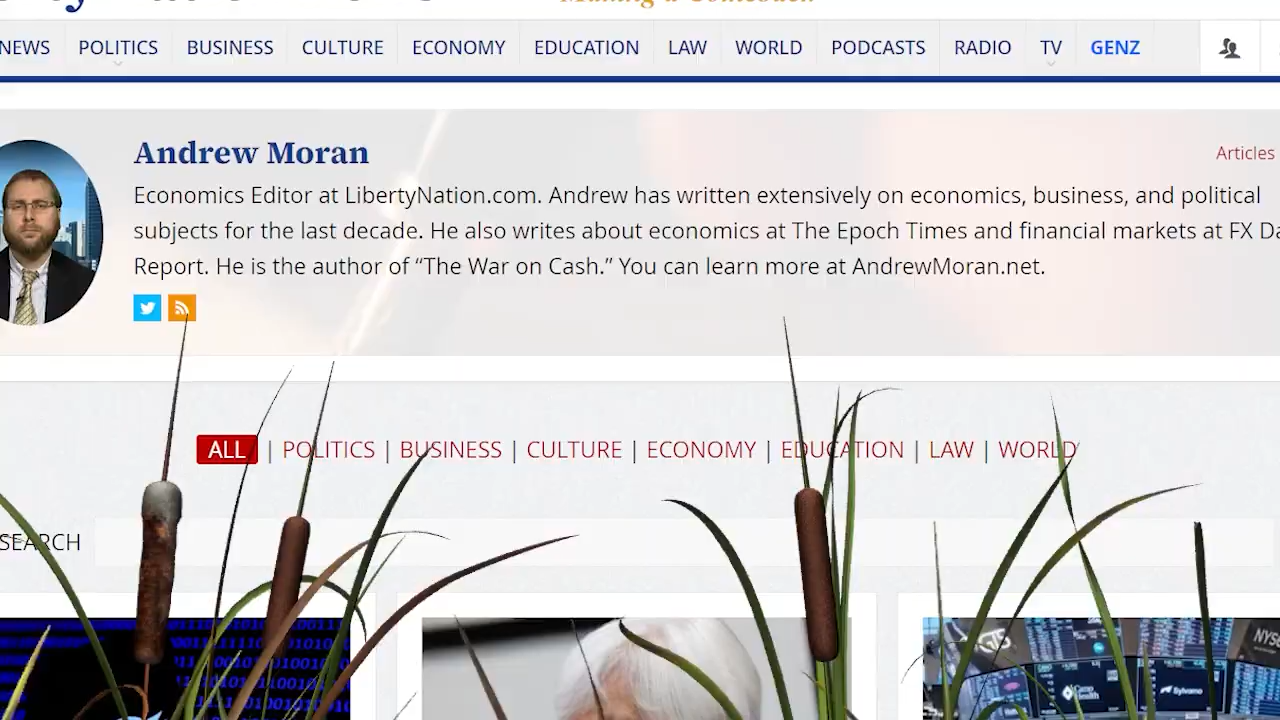 NEWS POLITICS BUSINESS CULTURE ECONOMY EDUCATION LAW WORLD PODCASTS RADIO TV GENZ
Andrew Moran
Articles
Economics Editor at LibertyNation.com. Andrew has written extensively on economics, business, and political
subjects for the last decade. He also writes about economics at The Epoch Times and financial markets at FX
Report. He is the author of “The War on Cash.” You can learn more at AndrewMoran.net.
ALL | POLITICS | BUSINESS | CULTURE | ECONOMY | EDUCATION | LAW | WORLD
SEARCH
NYS
Sylvamo